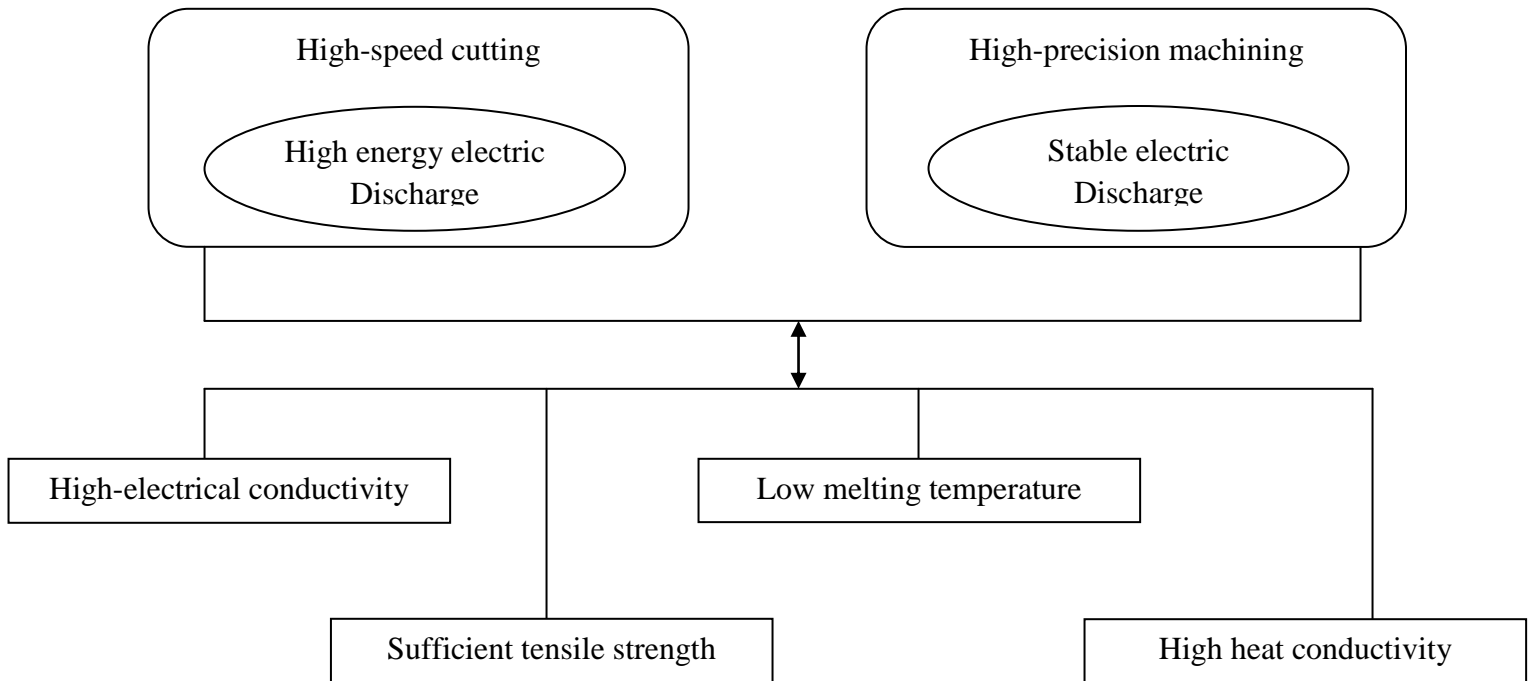 High-speed cutting
High energy electric
Discharge
High-precision machining
Stable electric
Discharge
High-electrical conductivity
Low melting temperature
Sufficient tensile strength
High heat conductivity